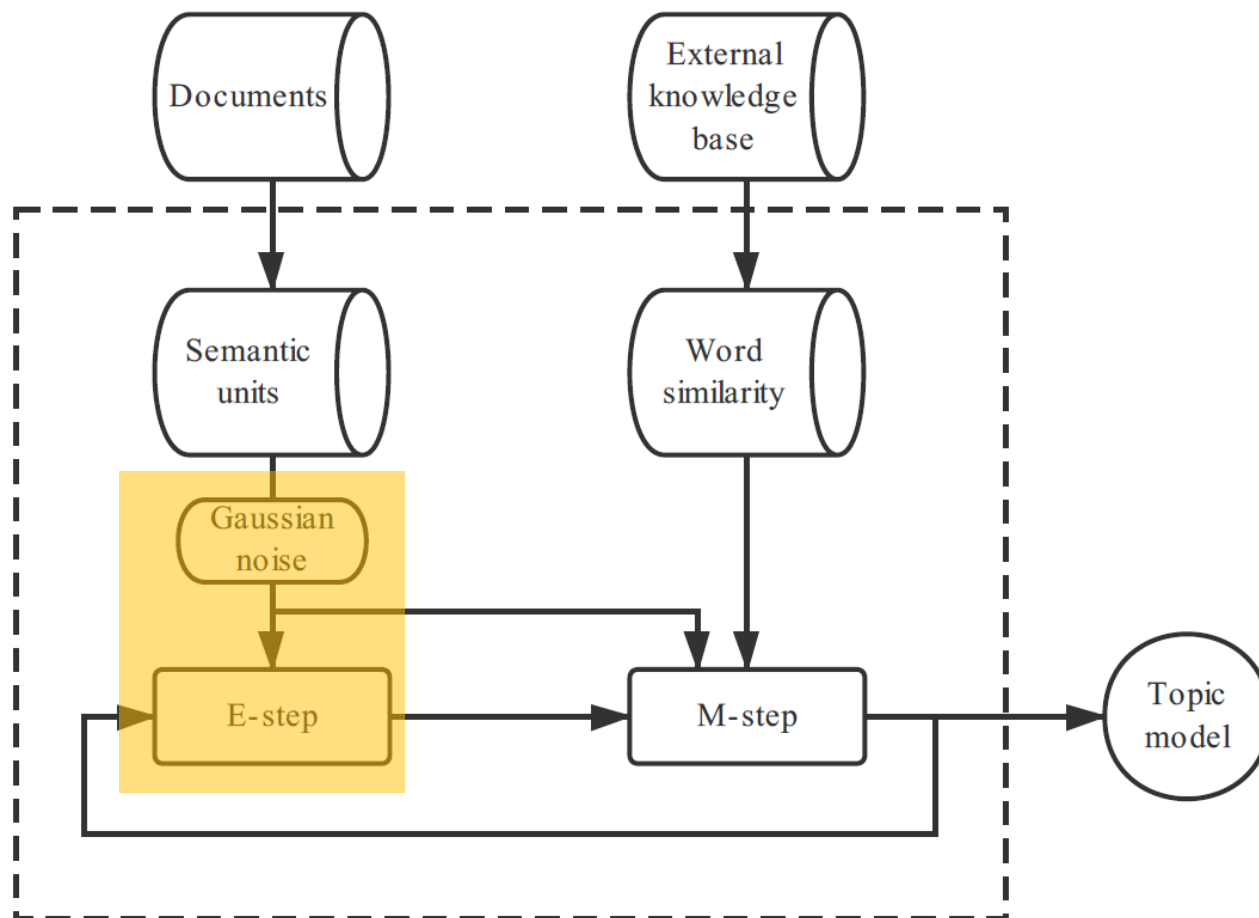 Documents
External
knowledge
base
Semantic
units
Word
similarity
Gaussian
noise
E-step
M-step
Topic
model